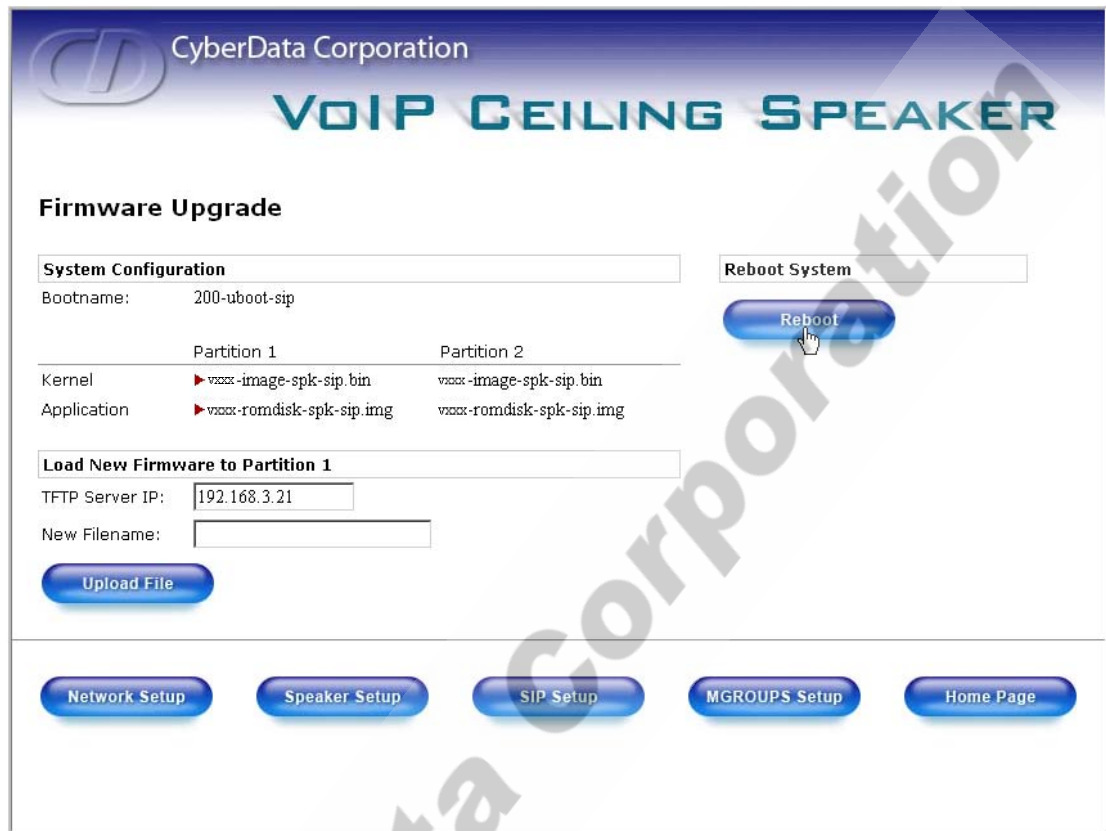 CyberData Corporation
VoIP Ceiling Speaker
Firmware Upgrade
System Configuration
Bootname: 200-uboot-sip
Partition 1 Partition 2
Kernel vxxx-image-spk-sip.bin vxxx-image-spk-sip.bin
Application vxxx-romdisk-spk-sip.img vxxx-romdisk-spk-sip.img
Load New Firmware to Partition 1
TFTP Server IP: 192.168.3.21
New Filename:
Upload File
Reboot System
Reboot
Network Setup Speaker Setup SIP Setup MGROUPS Setup Home Page
ta Corporation